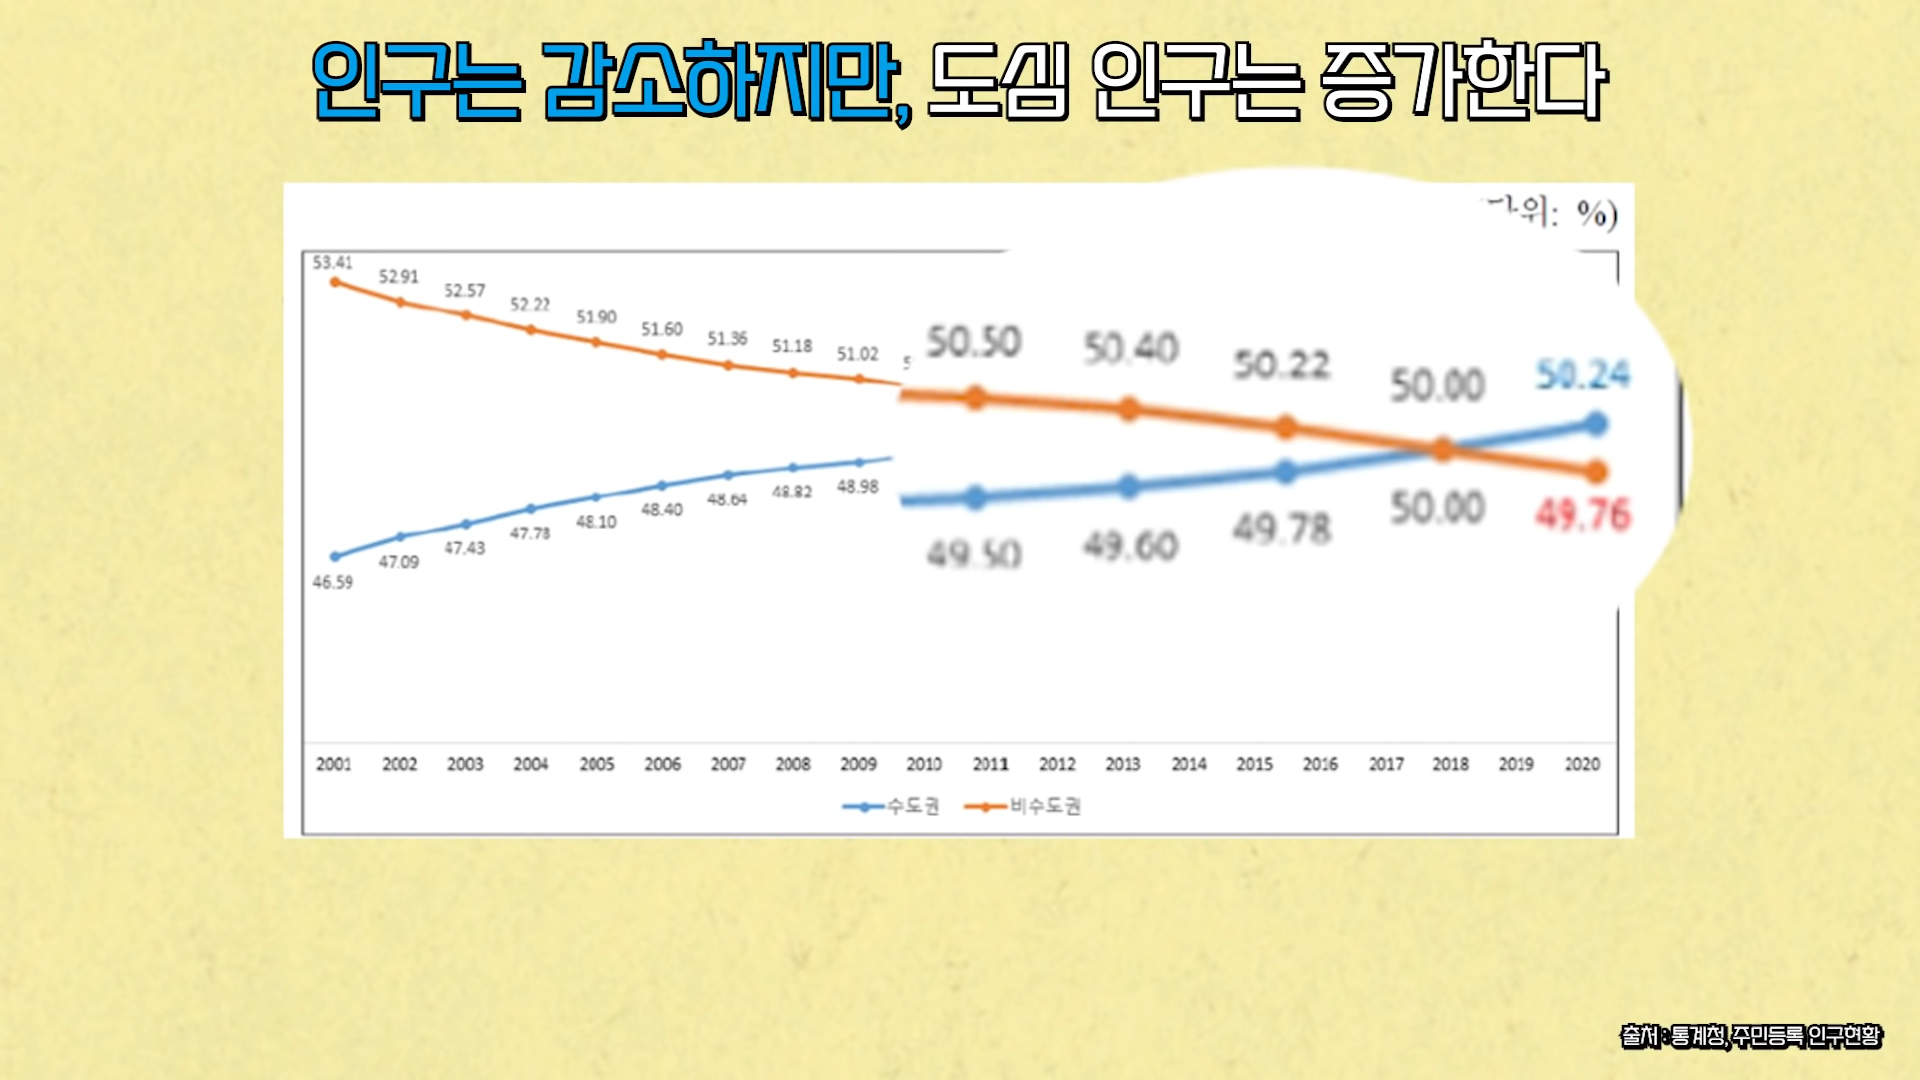 인구는 감소하지만, 도심 인구는 증가한다
위: %)
53.41 52.91 52.57 52.22 51.90 51.60 51.36 51.18 51.02 50.50 50.40 50.22 50.00 50.24
46.59 47.09 47.43 47.78 48.10 48.40 48.64 48.82 48.98 49.50 49.60 49.78 50.00 49.76
2001 2002 2003 2004 2005 2006 2007 2008 2009 2010 2011 2012 2013 2014 2015 2016 2017 2018 2019 2020
수도권 비수도권
출처 : 통계청, 주민등록 인구현황